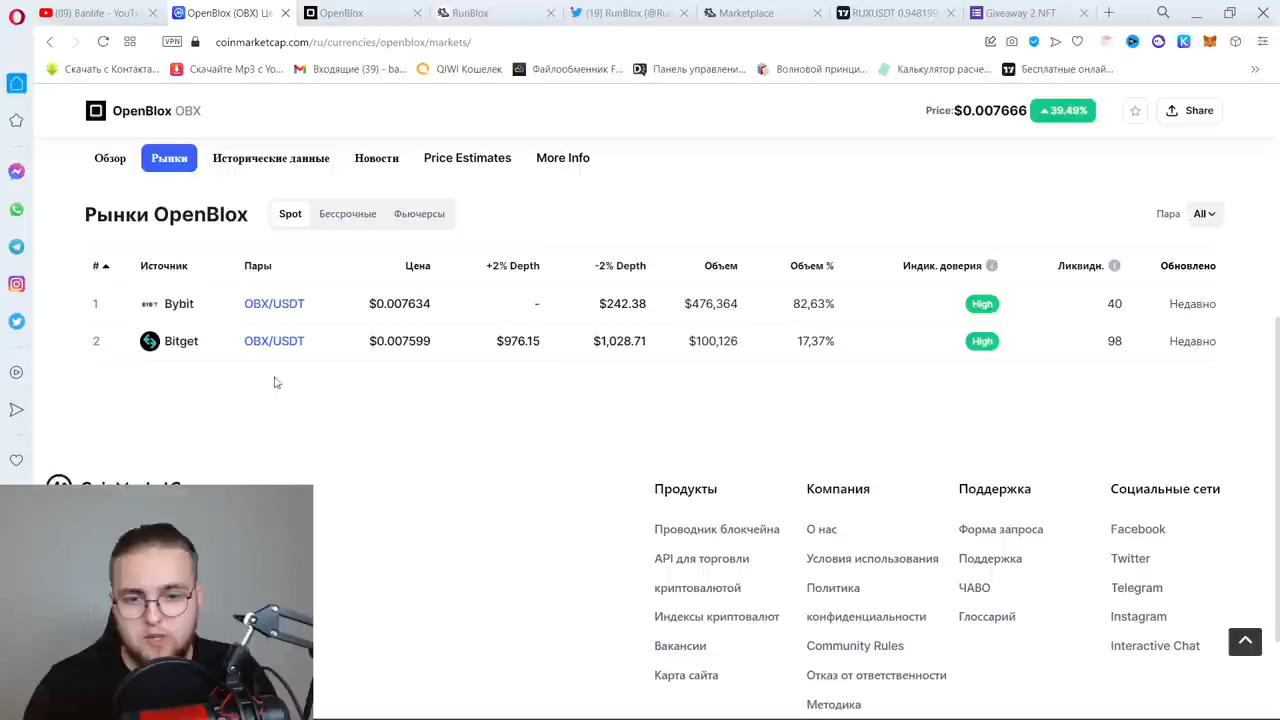 (89) Banlife - YouT
OpenBlox (OBX) Це
OpenBlox
RunBlox
(19) RunBlox (@Ru
Marketplace
RUXUSDT 0.948199
Giveaway 2 NFT
VPN
coinmarketcap.com/ru/currencies/openblox/markets/
Скачать с Контакта...
Скачайте Mp3 с Yo...
Входящие (39) - ba...
QIWI Кошелек
Файлообменник F...
Панель управлени...
Волновой принци...
Калькулятор расче...
Бесплатные онлай...
OpenBlox OBX
Price: $0.007666
39.49%
Share
Обзор
Рынки
Исторические данные
Новости
Price Estimates
More Info
Рынки OpenBlox
Spot
Бессрочные
Фьючерсы
Пара
All
# Источник Пары Цена +2% Depth -2% Depth Объем Объем % Индик. доверия Ликвидн. Обновлено
1 Bybit OBX/USDT $0.007634 - $242.38 $476,364 82,63% High 40 Недавно
2 Bitget OBX/USDT $0.007599 $976.15 $1,028.71 $100,126 17,37% High 98 Недавно
Продукты
Проводник блокчейна
API для торговли
криптовалютой
Индексы криптовалют
Вакансии
Карта сайта
Компания
О нас
Условия использования
Политика
конфиденциальности
Community Rules
Отказ от ответственности
Методика
Поддержка
Форма запроса
Поддержка
ЧАВО
Глоссарий
Социальные сети
Facebook
Twitter
Telegram
Instagram
Interactive Chat